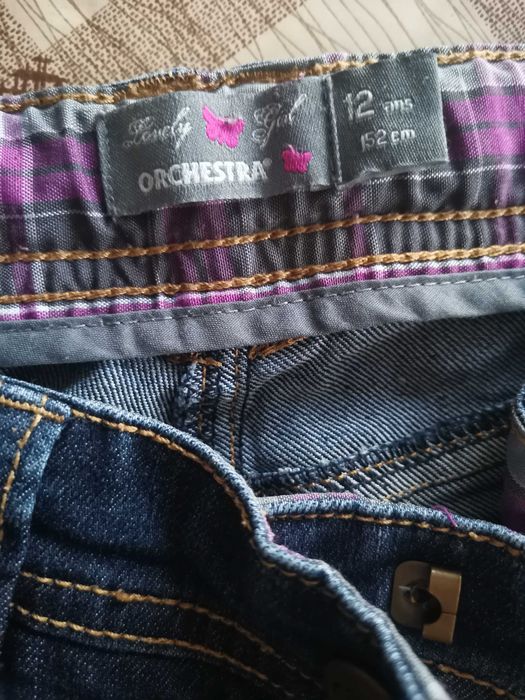 Lovely Girl
ORCHESTRA®
12 ans
152 cm